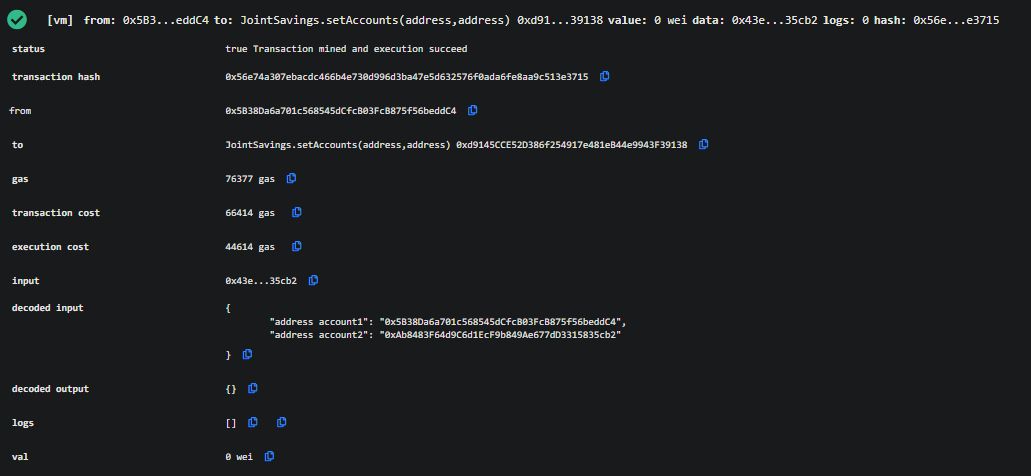 [vm] from: 0x5B3...eddC4 to: JointSavings.setAccounts(address,address) 0xd91...39138 value: 0 wei data: 0x43e...35cb2 logs: 0 hash: 0x56e...e3715
status true Transaction mined and execution succeed
transaction hash 0x56e74a307ebacdc466b4e730d996d3ba47e5d632576f0ada6fe8aa9c513e3715
from 0x5B38Da6a701c568545dCfcB03FcB875f56beddC4
to JointSavings.setAccounts(address,address) 0xd9145CCE52D386f254917e481eB44e9943F39138
gas 76377 gas
transaction cost 66414 gas
execution cost 44614 gas
input 0x43e...35cb2
decoded input {
"address account1": "0x5B38Da6a701c568545dCfcB03FcB875f56beddC4",
"address account2": "0xAb8483F64d9C6d1EcF9b849Ae677dD3315835cb2"
}
decoded output {}
logs []
val 0 wei